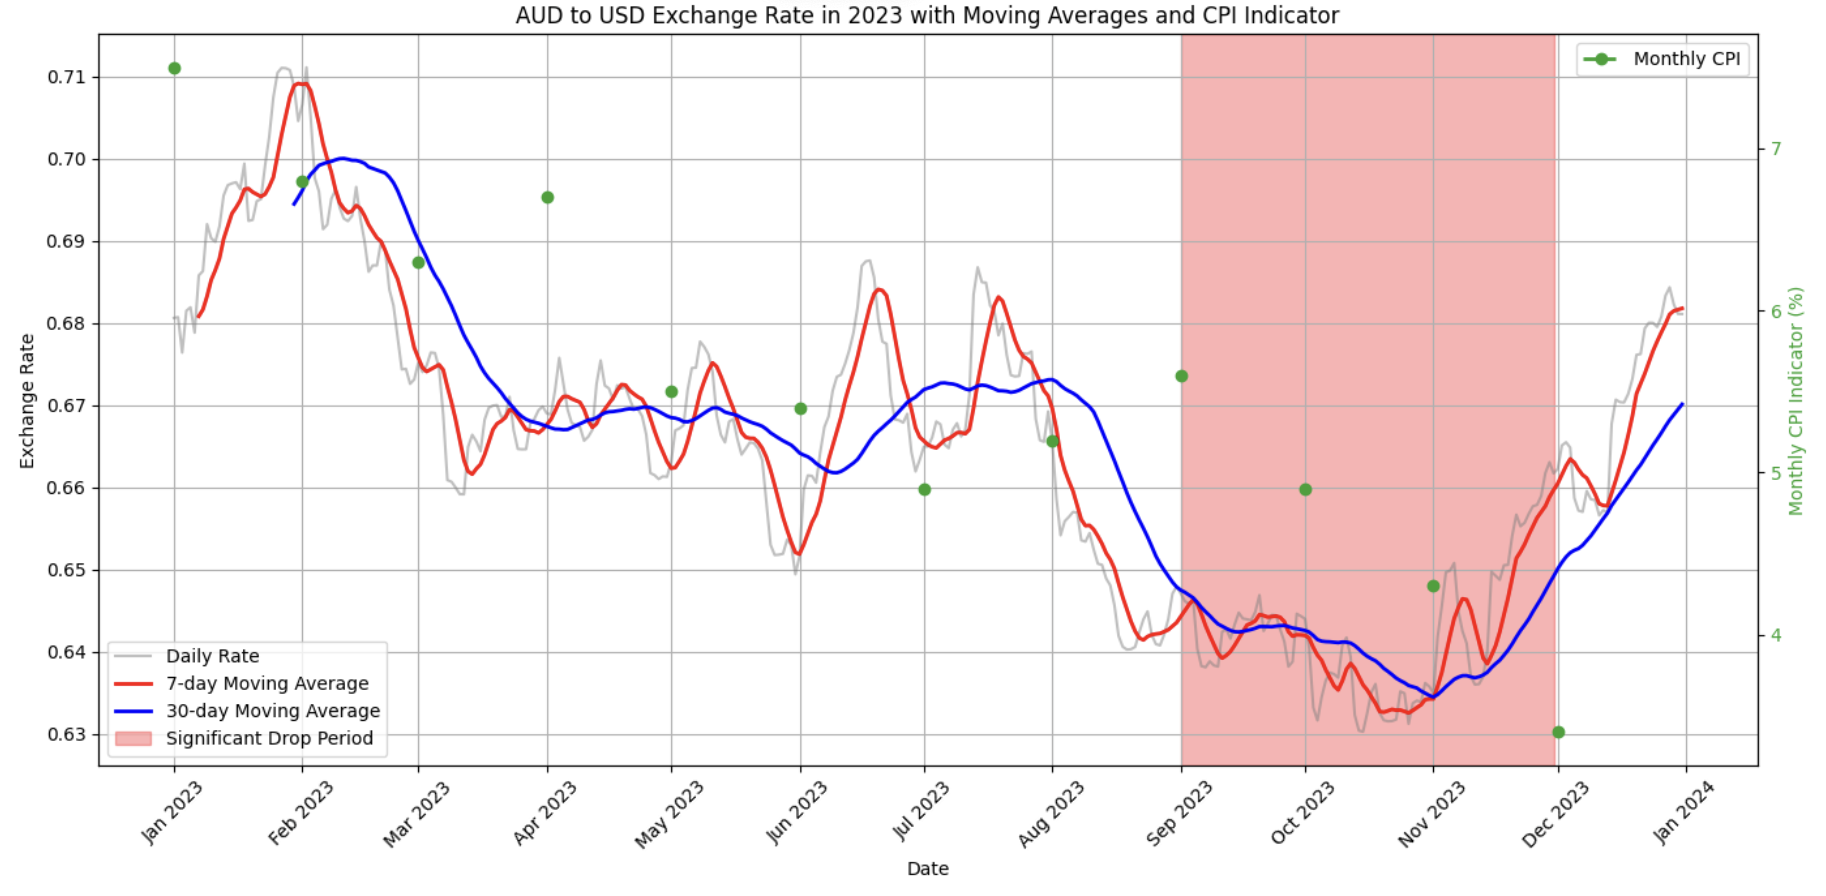 AUD to USD Exchange Rate in 2023 with Moving Averages and CPI Indicator
Monthly CPI
0.71
0.70
0.69
0.68
0.67
0.66
0.65
0.64
0.63
Exchange Rate
7
6
5
4
Monthly CPI Indicator (%)
Daily Rate
7-day Moving Average
30-day Moving Average
Significant Drop Period
Jan 2023
Feb 2023
Mar 2023
Apr 2023
May 2023
Jun 2023
Jul 2023
Aug 2023
Sep 2023
Oct 2023
Nov 2023
Dec 2023
Jan 2024
Date